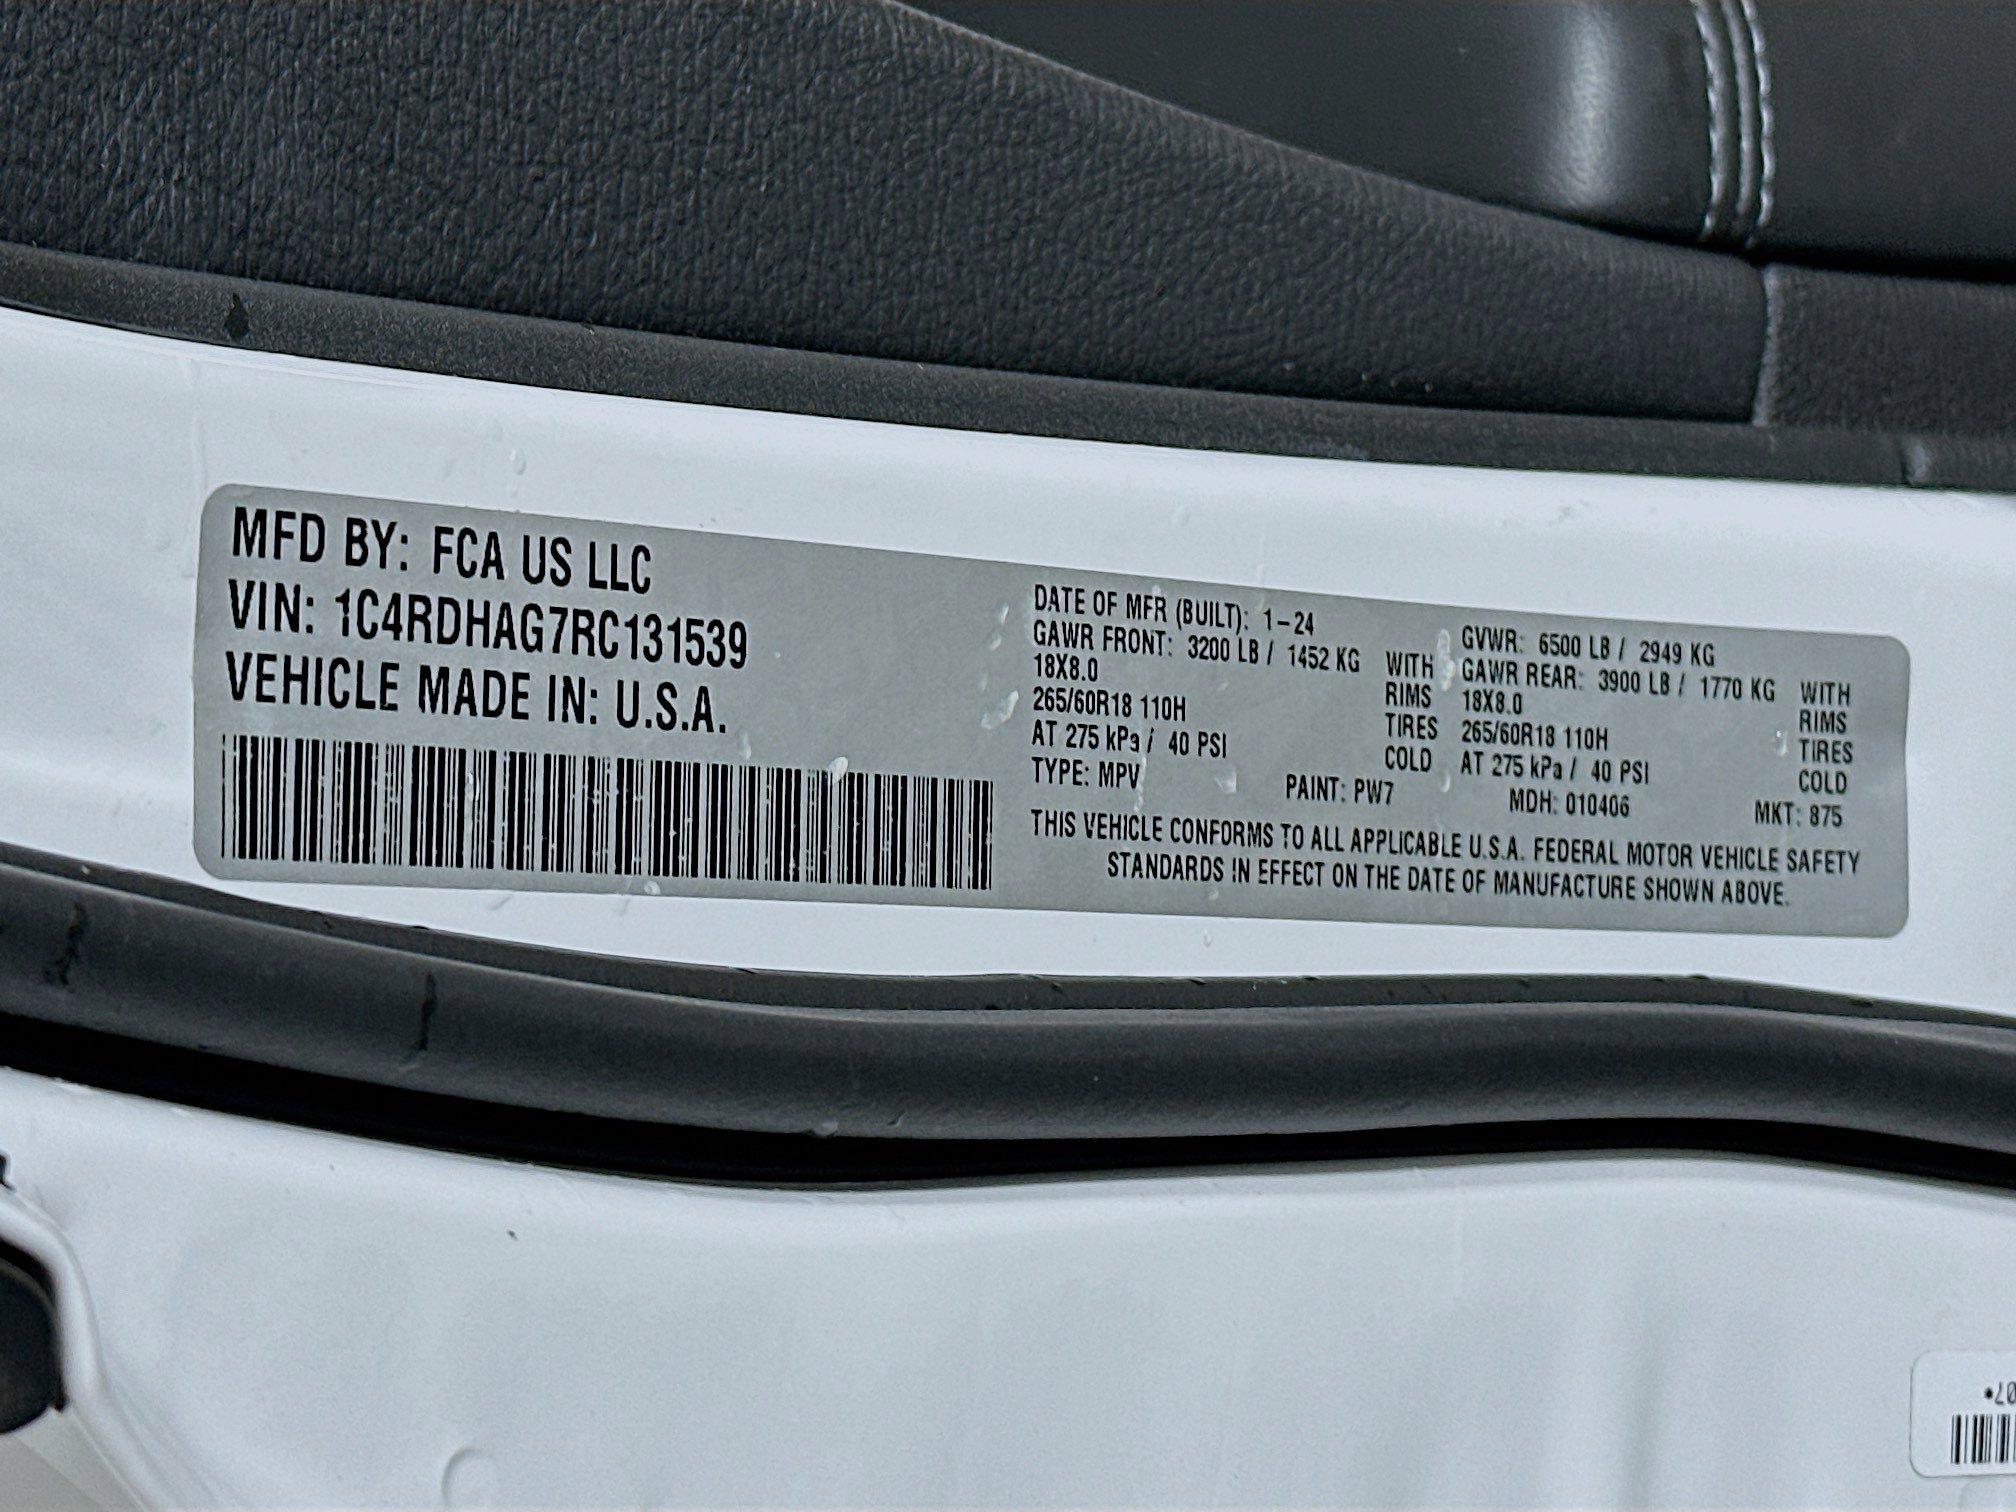 MFD BY: FCA US LLC
VIN: 1C4RDHAG7RC131539
VEHICLE MADE IN: U.S.A.
DATE OF MFR (BUILT): 1-24
GAWR FRONT: 3200 LB / 1452 KG WITH
18X8.0 RIMS
265/60R18 110H TIRES
AT 275 kPa / 40 PSI COLD
TYPE: MPV PAINT: PW7
GVWR: 6500 LB / 2949 KG
GAWR REAR: 3900 LB / 1770 KG WITH
18X8.0 RIMS
265/60R18 110H TIRES
AT 275 kPa / 40 PSI COLD
MDH: 010406 MKT: 875
THIS VEHICLE CONFORMS TO ALL APPLICABLE U.S.A. FEDERAL MOTOR VEHICLE SAFETY
STANDARDS IN EFFECT ON THE DATE OF MANUFACTURE SHOWN ABOVE.